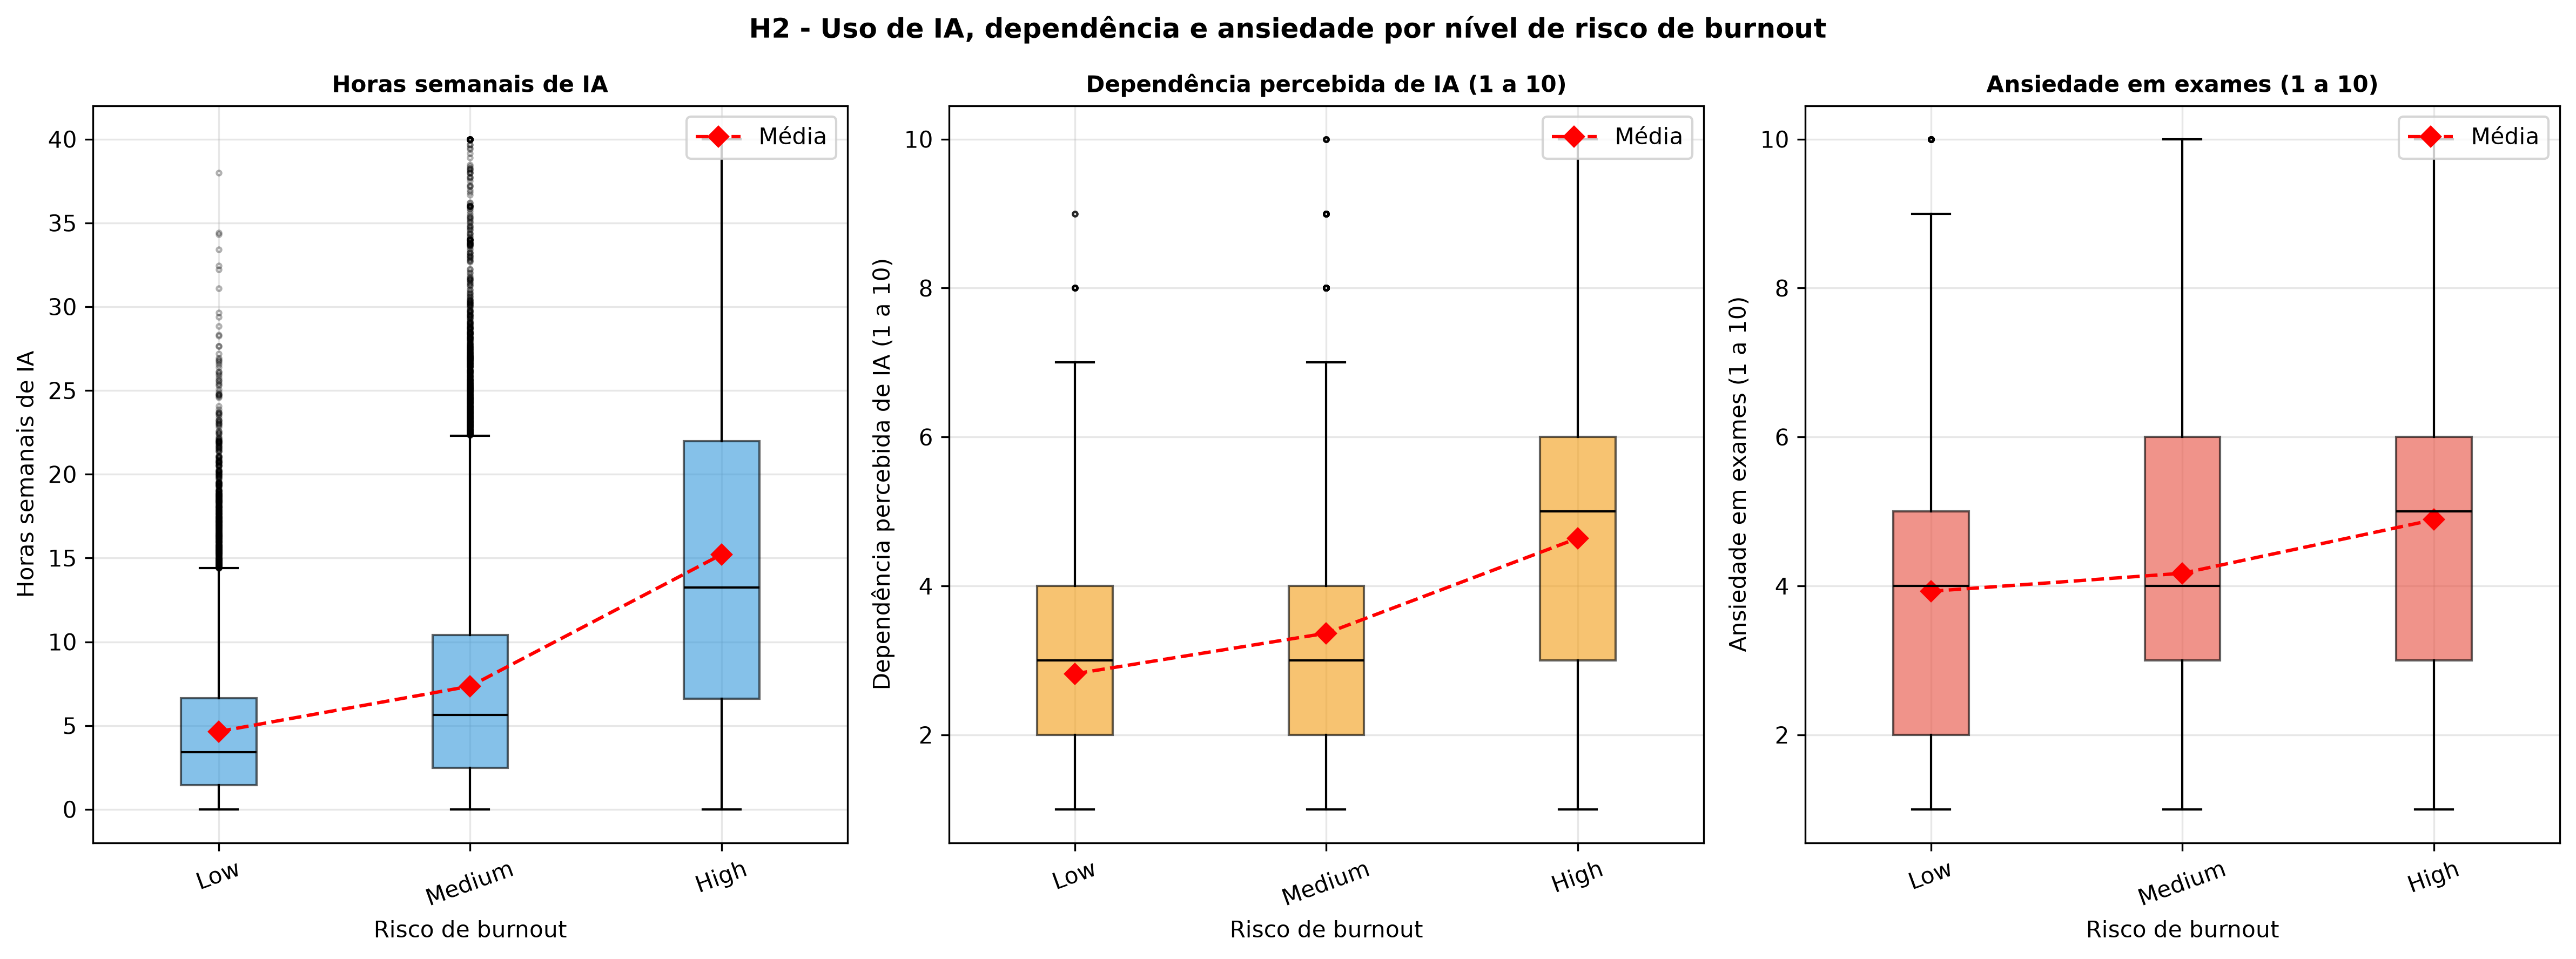 H2 - Uso de IA, dependência e ansiedade por nível de risco de burnout
Horas semanais de IA
Média
40
35
30
25
20
15
10
5
0
Horas semanais de IA
Low
Medium
High
Risco de burnout
Dependência percebida de IA (1 a 10)
Média
10
8
6
4
2
Dependência percebida de IA (1 a 10)
Low
Medium
High
Risco de burnout
Ansiedade em exames (1 a 10)
Média
10
8
6
4
2
Ansiedade em exames (1 a 10)
Low
Medium
High
Risco de burnout